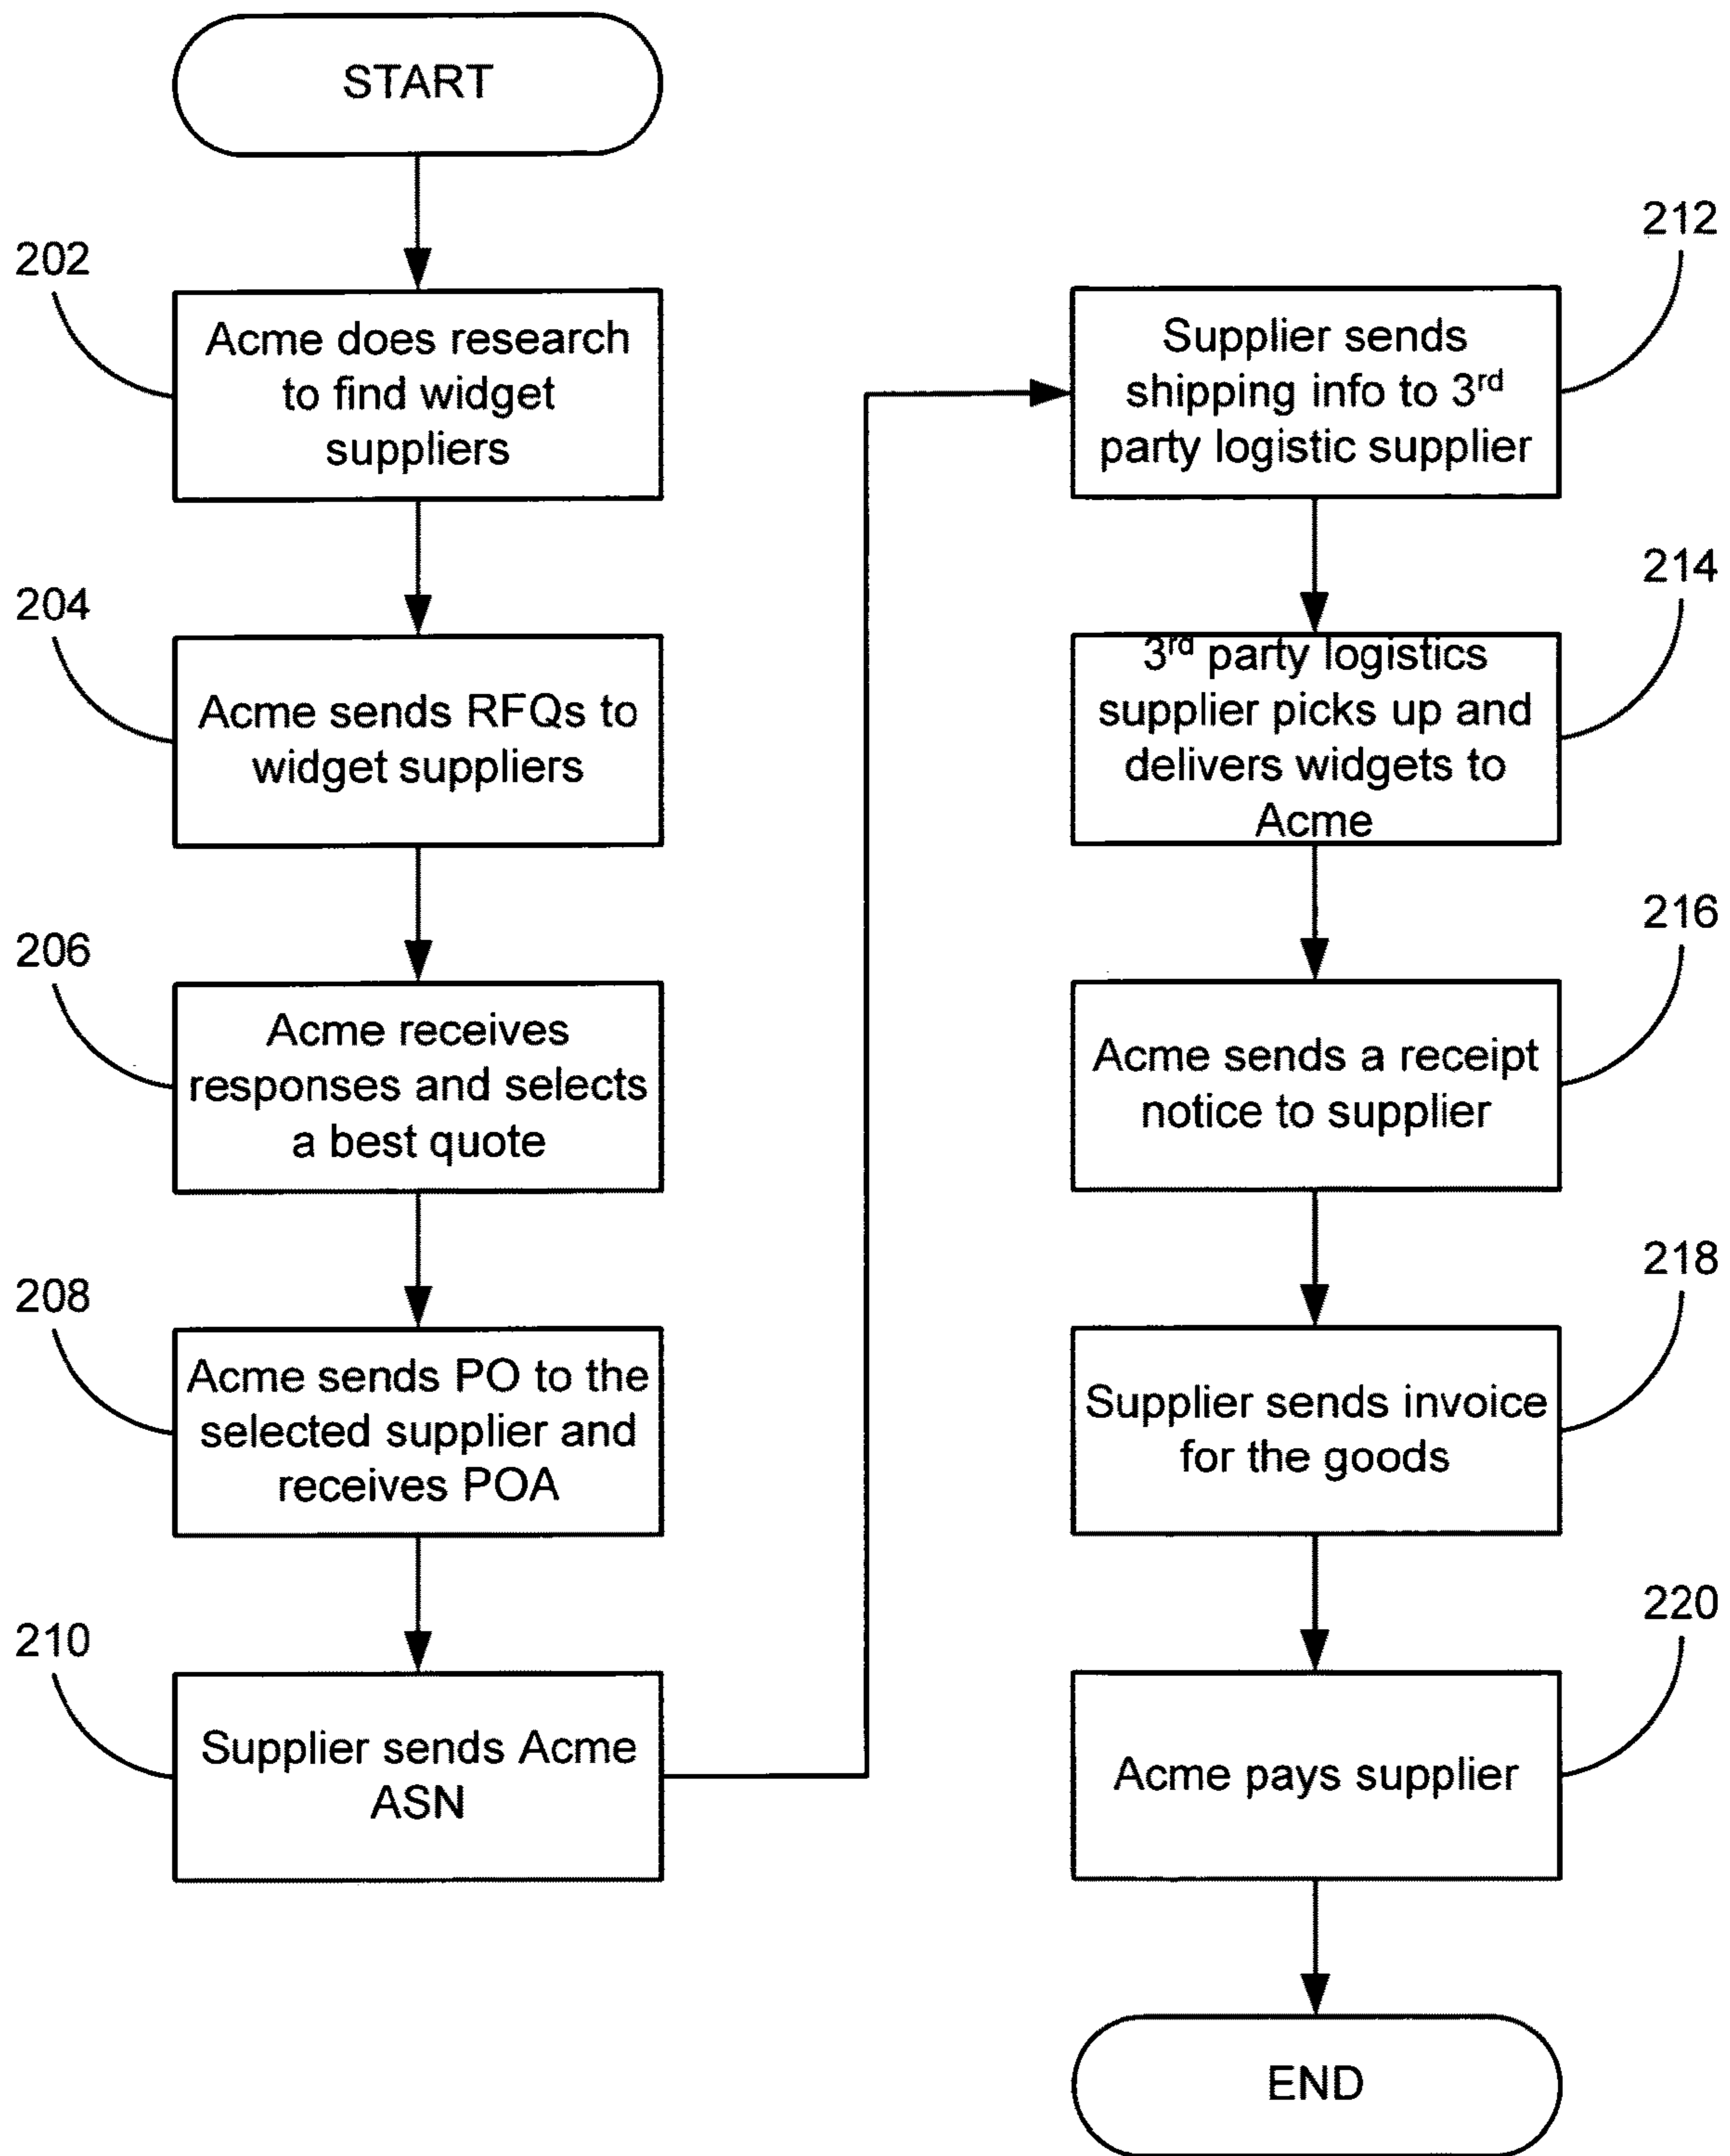 START
202
Acme does research
to find widget
suppliers
204
Acme sends RFQs to
widget suppliers
206
Acme receives
responses and selects
a best quote
208
Acme sends PO to the
selected supplier and
receives POA
210
Supplier sends Acme
ASN
212
Supplier sends
shipping info to 3rd
party logistic supplier
214
3rd party logistics
supplier picks up and
delivers widgets to
Acme
216
Acme sends a receipt
notice to supplier
218
Supplier sends invoice
for the goods
220
Acme pays supplier
END